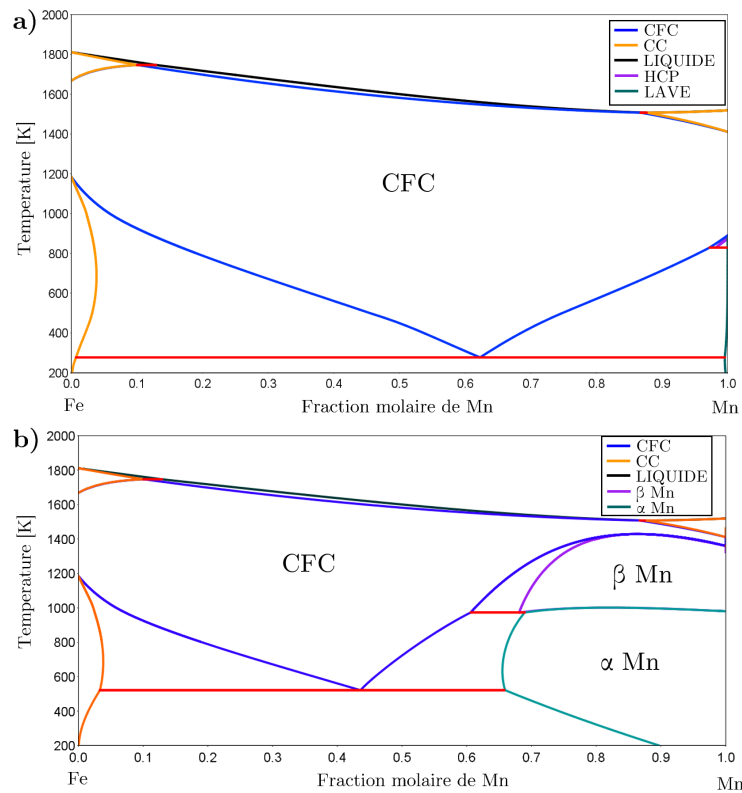 a)
2000
1800
1600
1400
1200
1000
800
600
400
200
Temperature [K]
CFC
CC
LIQUIDE
HCP
LAVE
CFC
0.0 0.1 0.2 0.3 0.4 0.5 0.6 0.7 0.8 0.9 1.0
Fe Fraction molaire de Mn Mn
b)
2000
1800
1600
1400
1200
1000
800
600
400
200
Temperature [K]
CFC
CC
LIQUIDE
β Mn
α Mn
CFC
β Mn
α Mn
0.0 0.1 0.2 0.3 0.4 0.5 0.6 0.7 0.8 0.9 1.0
Fe Fraction molaire de Mn Mn